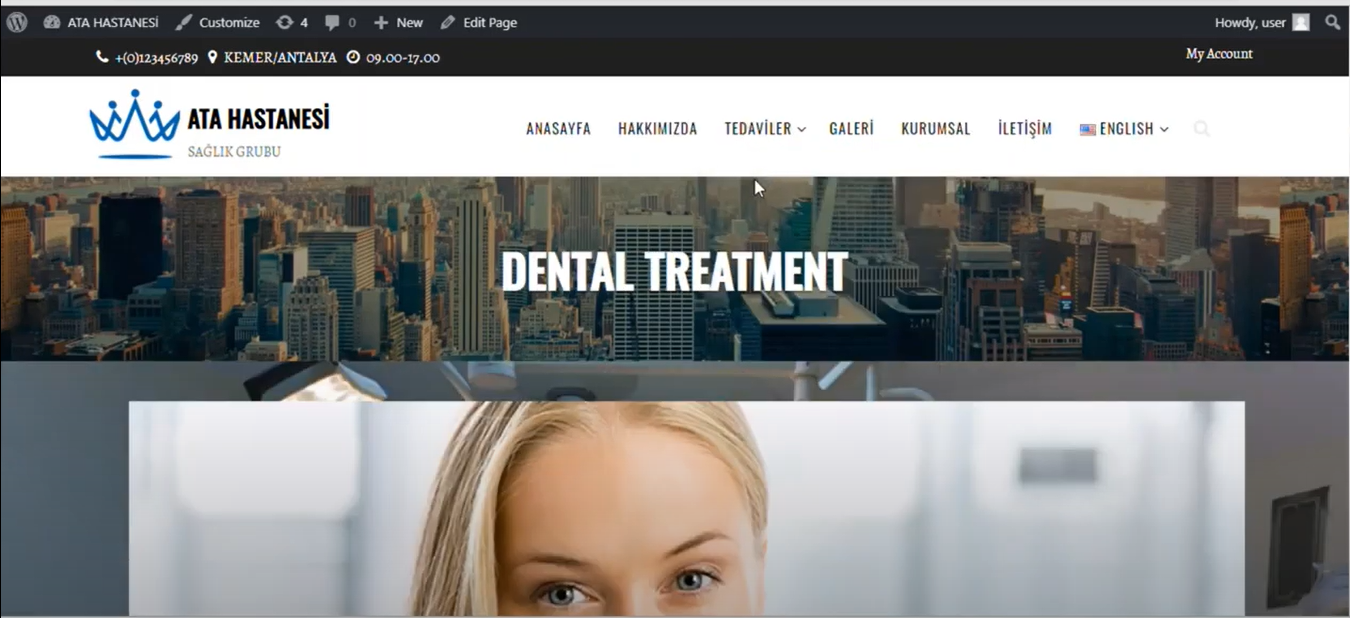 ATA HASTANESİ Customize 4 0 New Edit Page Howdy, user
+(0)123456789 KEMER/ANTALYA 09.00-17.00 My Account
ATA HASTANESİ
SAĞLIK GRUBU
ANASAYFA HAKKIMIZDA TEDAVİLER GALERİ KURUMSAL İLETİŞİM ENGLISH
DENTAL TREATMENT